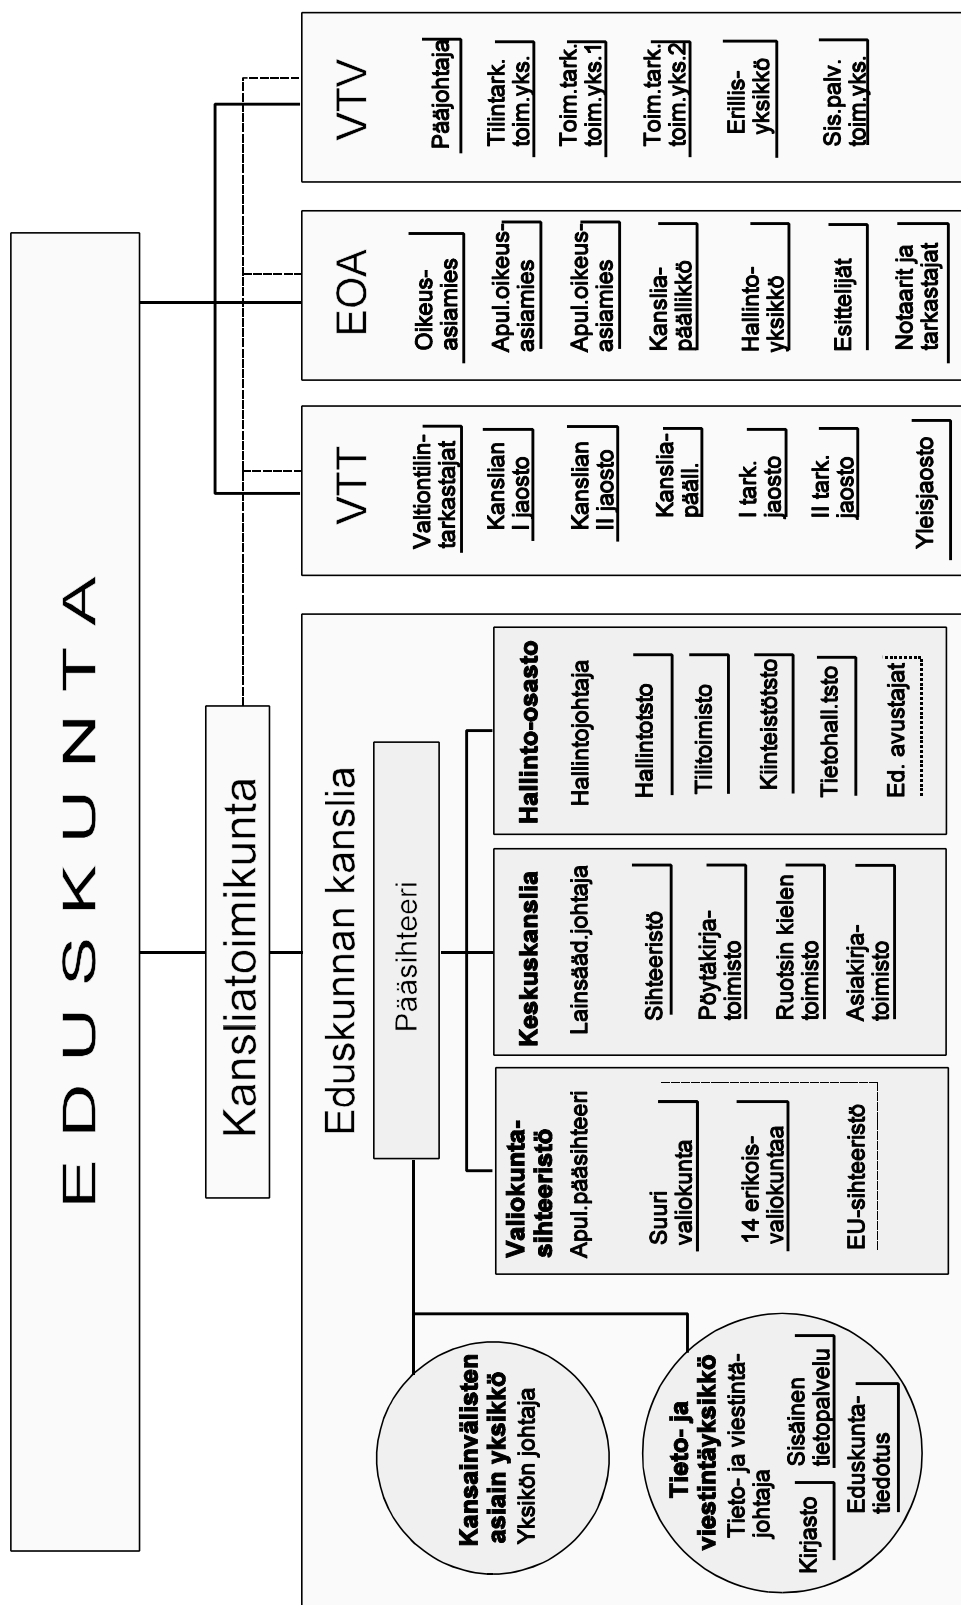 EDUSKUNTA
Kansliatoimikunta
Eduskunnan kanslia
Pääsihteeri
Kansainvälisten
asiain yksikkö
Yksikön johtaja
Tieto- ja
viestintäyksikkö
Tieto- ja viestintä-
johtaja
Kirjasto
Sisäinen
tietopalvelu
Eduskunta-
tiedotus
Valiokunta-
sihteeristö
Apul.pääsihteeri
Suuri
valiokunta
14 erikois-
valiokuntaa
EU-sihteeristö
Keskuskanslia
Lainsääd.johtaja
Sihteeristö
Pöytäkirja-
toimisto
Ruotsin kielen
toimisto
Asiakirja-
toimisto
Hallinto-osasto
Hallintojohtaja
Hallintotsto
Tilitoimisto
Kiinteistötsto
Tietohall.tsto
Ed. avustajat
VTT
Valtiontilin-
tarkastajat
Kanslian
I jaosto
Kanslian
II jaosto
Kanslia-
pääll.
I tark.
jaosto
II tark.
jaosto
Yleisjaosto
EOA
Oikeus-
asiamies
Apul.oikeus-
asiamies
Apul.oikeus-
asiamies
Kanslia-
päällikkö
Hallinto-
yksikkö
Esittelijät
Notaarit ja
tarkastajat
VTV
Pääjohtaja
Tilintark.
toim.yks.
Toim.tark.
toim.yks.1
Toim.tark.
toim.yks.2
Erillis-
yksikkö
Sis.palv.
toim.yks.